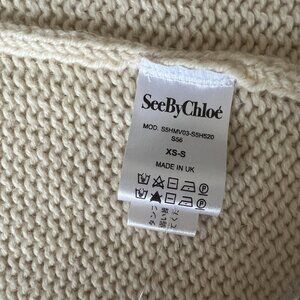 SeeByChloé
MOD. S5HMV03-S5H520
S56
XS-S
MADE IN UK